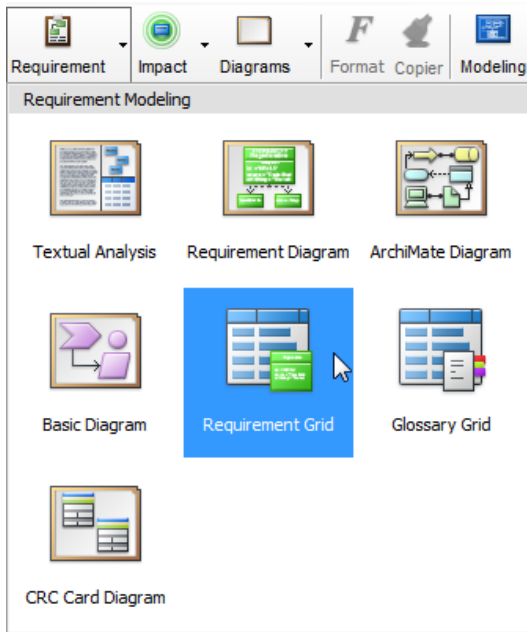 Requirement Impact Diagrams Format Copier Modeling
Requirement Modeling
Textual Analysis Requirement Diagram ArchiMate Diagram
Basic Diagram Requirement Grid Glossary Grid
CRC Card Diagram